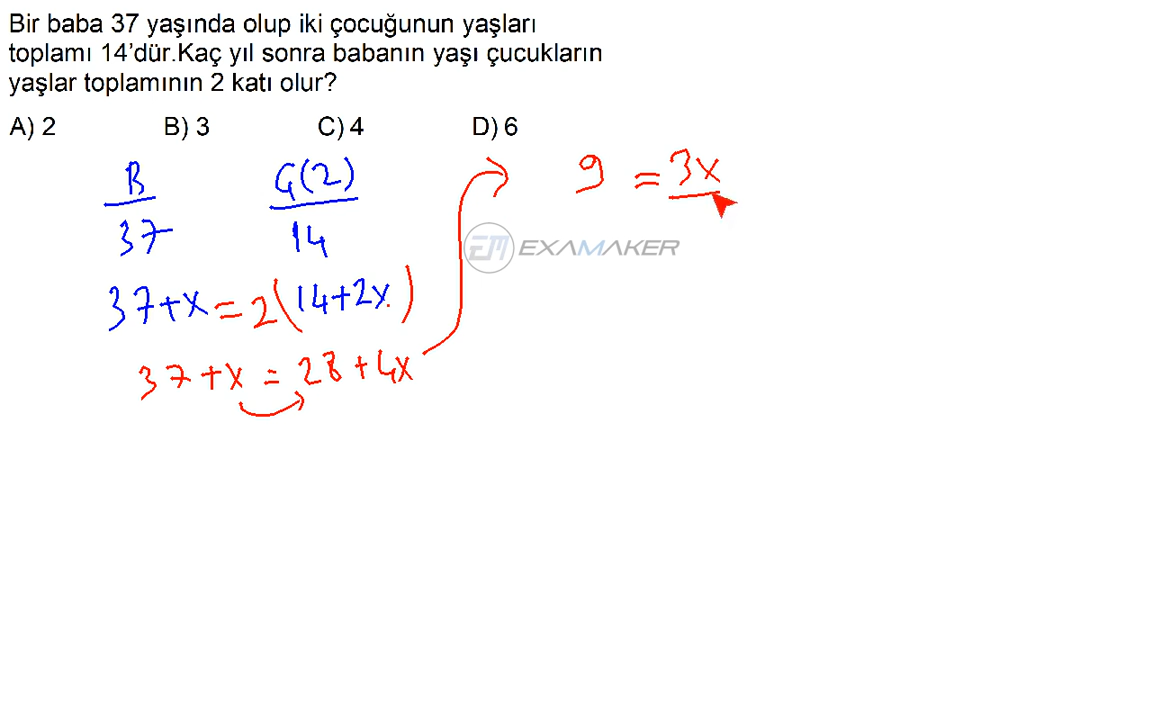 Bir baba 37 yaşında olup iki çocuğunun yaşları
toplamı 14’dür.Kaç yıl sonra babanın yaşı çucukların
yaşlar toplamının 2 katı olur?
A) 2 B) 3 C) 4 D) 6
B Ç(2)
37 14
37+x = 2(14+2x)
37+x = 28+4x
9 = 3x
EM EXAMAKER